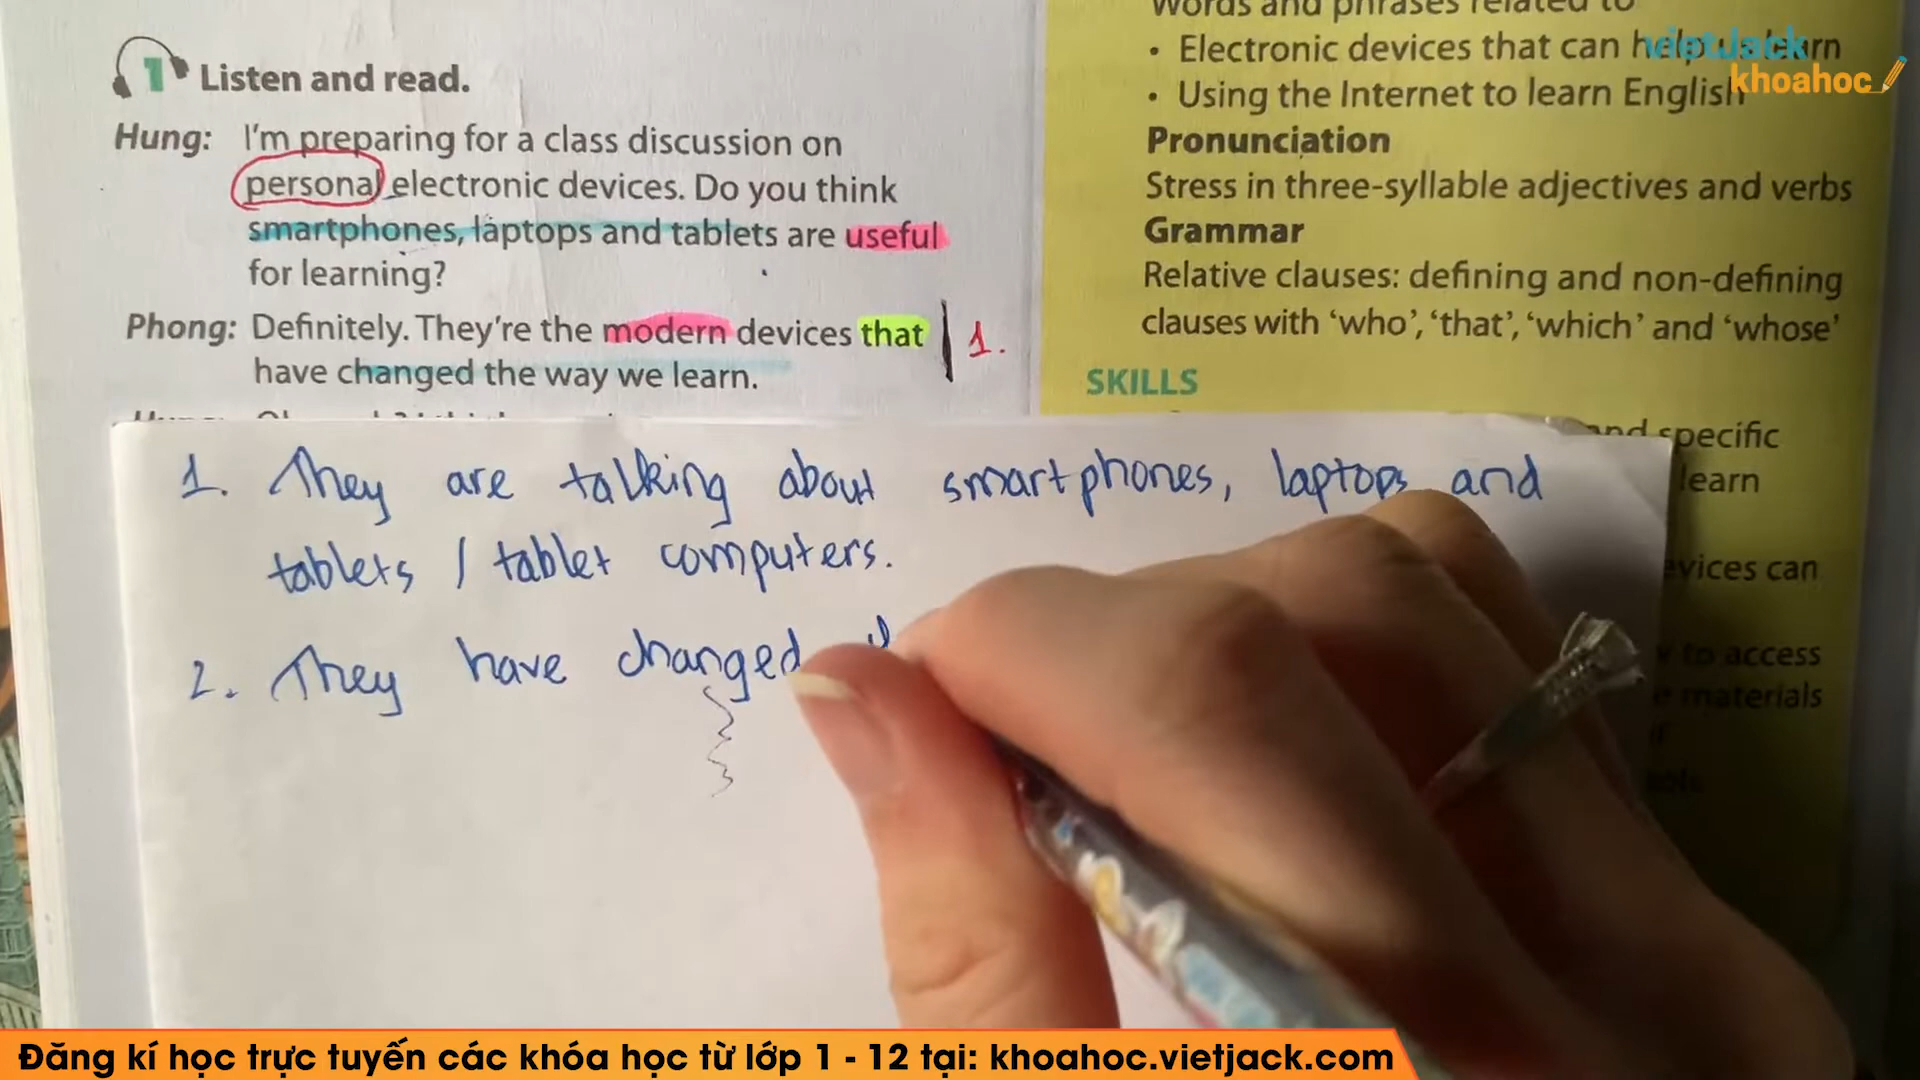 1 Listen and read.
Hung: I'm preparing for a class discussion on
personal electronic devices. Do you think
smartphones, laptops and tablets are useful
for learning?
Phong: Definitely. They're the modern devices that
have changed the way we learn.
1.
Words and phrases related to
• Electronic devices that can help us learn
• Using the Internet to learn English
Pronunciation
Stress in three-syllable adjectives and verbs
Grammar
Relative clauses: defining and non-defining
clauses with 'who', 'that', 'which' and 'whose'
SKILLS
and specific
learn
devices can
to access
materials
vietJack
khoahoc
1. They are talking about smartphones, laptops and
tablets / tablet computers.
2. They have changed
Đăng kí học trực tuyến các khóa học từ lớp 1 - 12 tại: khoahoc.vietjack.com